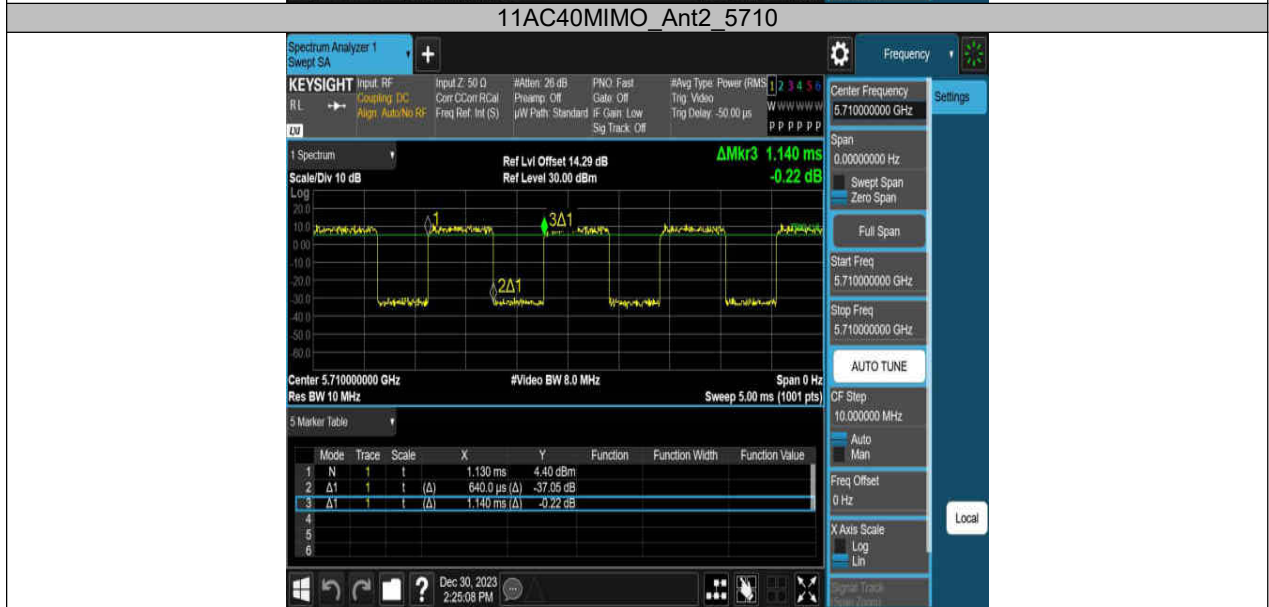 11AC40MIMO_Ant2_5710
Spectrum Analyzer 1
Swept SA
Frequency
KEYSIGHT
RL
LXI
Input: RF
Coupling: DC
Align: Auto/No RF
Input Z: 50 Ω
Corr CCorr RCal
Freq Ref: Int (S)
#Atten: 26 dB
Preamp: Off
µW Path: Standard
PNO: Fast
Gate: Off
IF Gain: Low
Sig Track: Off
#Avg Type: Power (RMS
Trig: Video
Trig Delay: -50.00 µs
1 2 3 4 5 6
W W W W W W
P P P P P P
1 Spectrum
Scale/Div 10 dB
Ref Lvl Offset 14.29 dB
Ref Level 30.00 dBm
ΔMkr3 1.140 ms
-0.22 dB
Log
20.0
10.0
0.00
-10.0
-20.0
-30.0
-40.0
-50.0
-60.0
1
2Δ1
3Δ1
Center 5.710000000 GHz
#Video BW 8.0 MHz
Span 0 Hz
Res BW 10 MHz
Sweep 5.00 ms (1001 pts)
5 Marker Table
Mode Trace Scale X Y Function Function Width Function Value
1 N 1 t 1.130 ms 4.40 dBm
2 Δ1 1 t (Δ) 640.0 µs (Δ) -37.05 dB
3 Δ1 1 t (Δ) 1.140 ms (Δ) -0.22 dB
4
5
6
Dec 30, 2023
2:25:08 PM
Center Frequency
5.710000000 GHz
Settings
Span
0.00000000 Hz
Swept Span
Zero Span
Full Span
Start Freq
5.710000000 GHz
Stop Freq
5.710000000 GHz
AUTO TUNE
CF Step
10.000000 MHz
Auto
Man
Freq Offset
0 Hz
X Axis Scale
Log
Lin
Local
Signal Track
(Span Zoom)